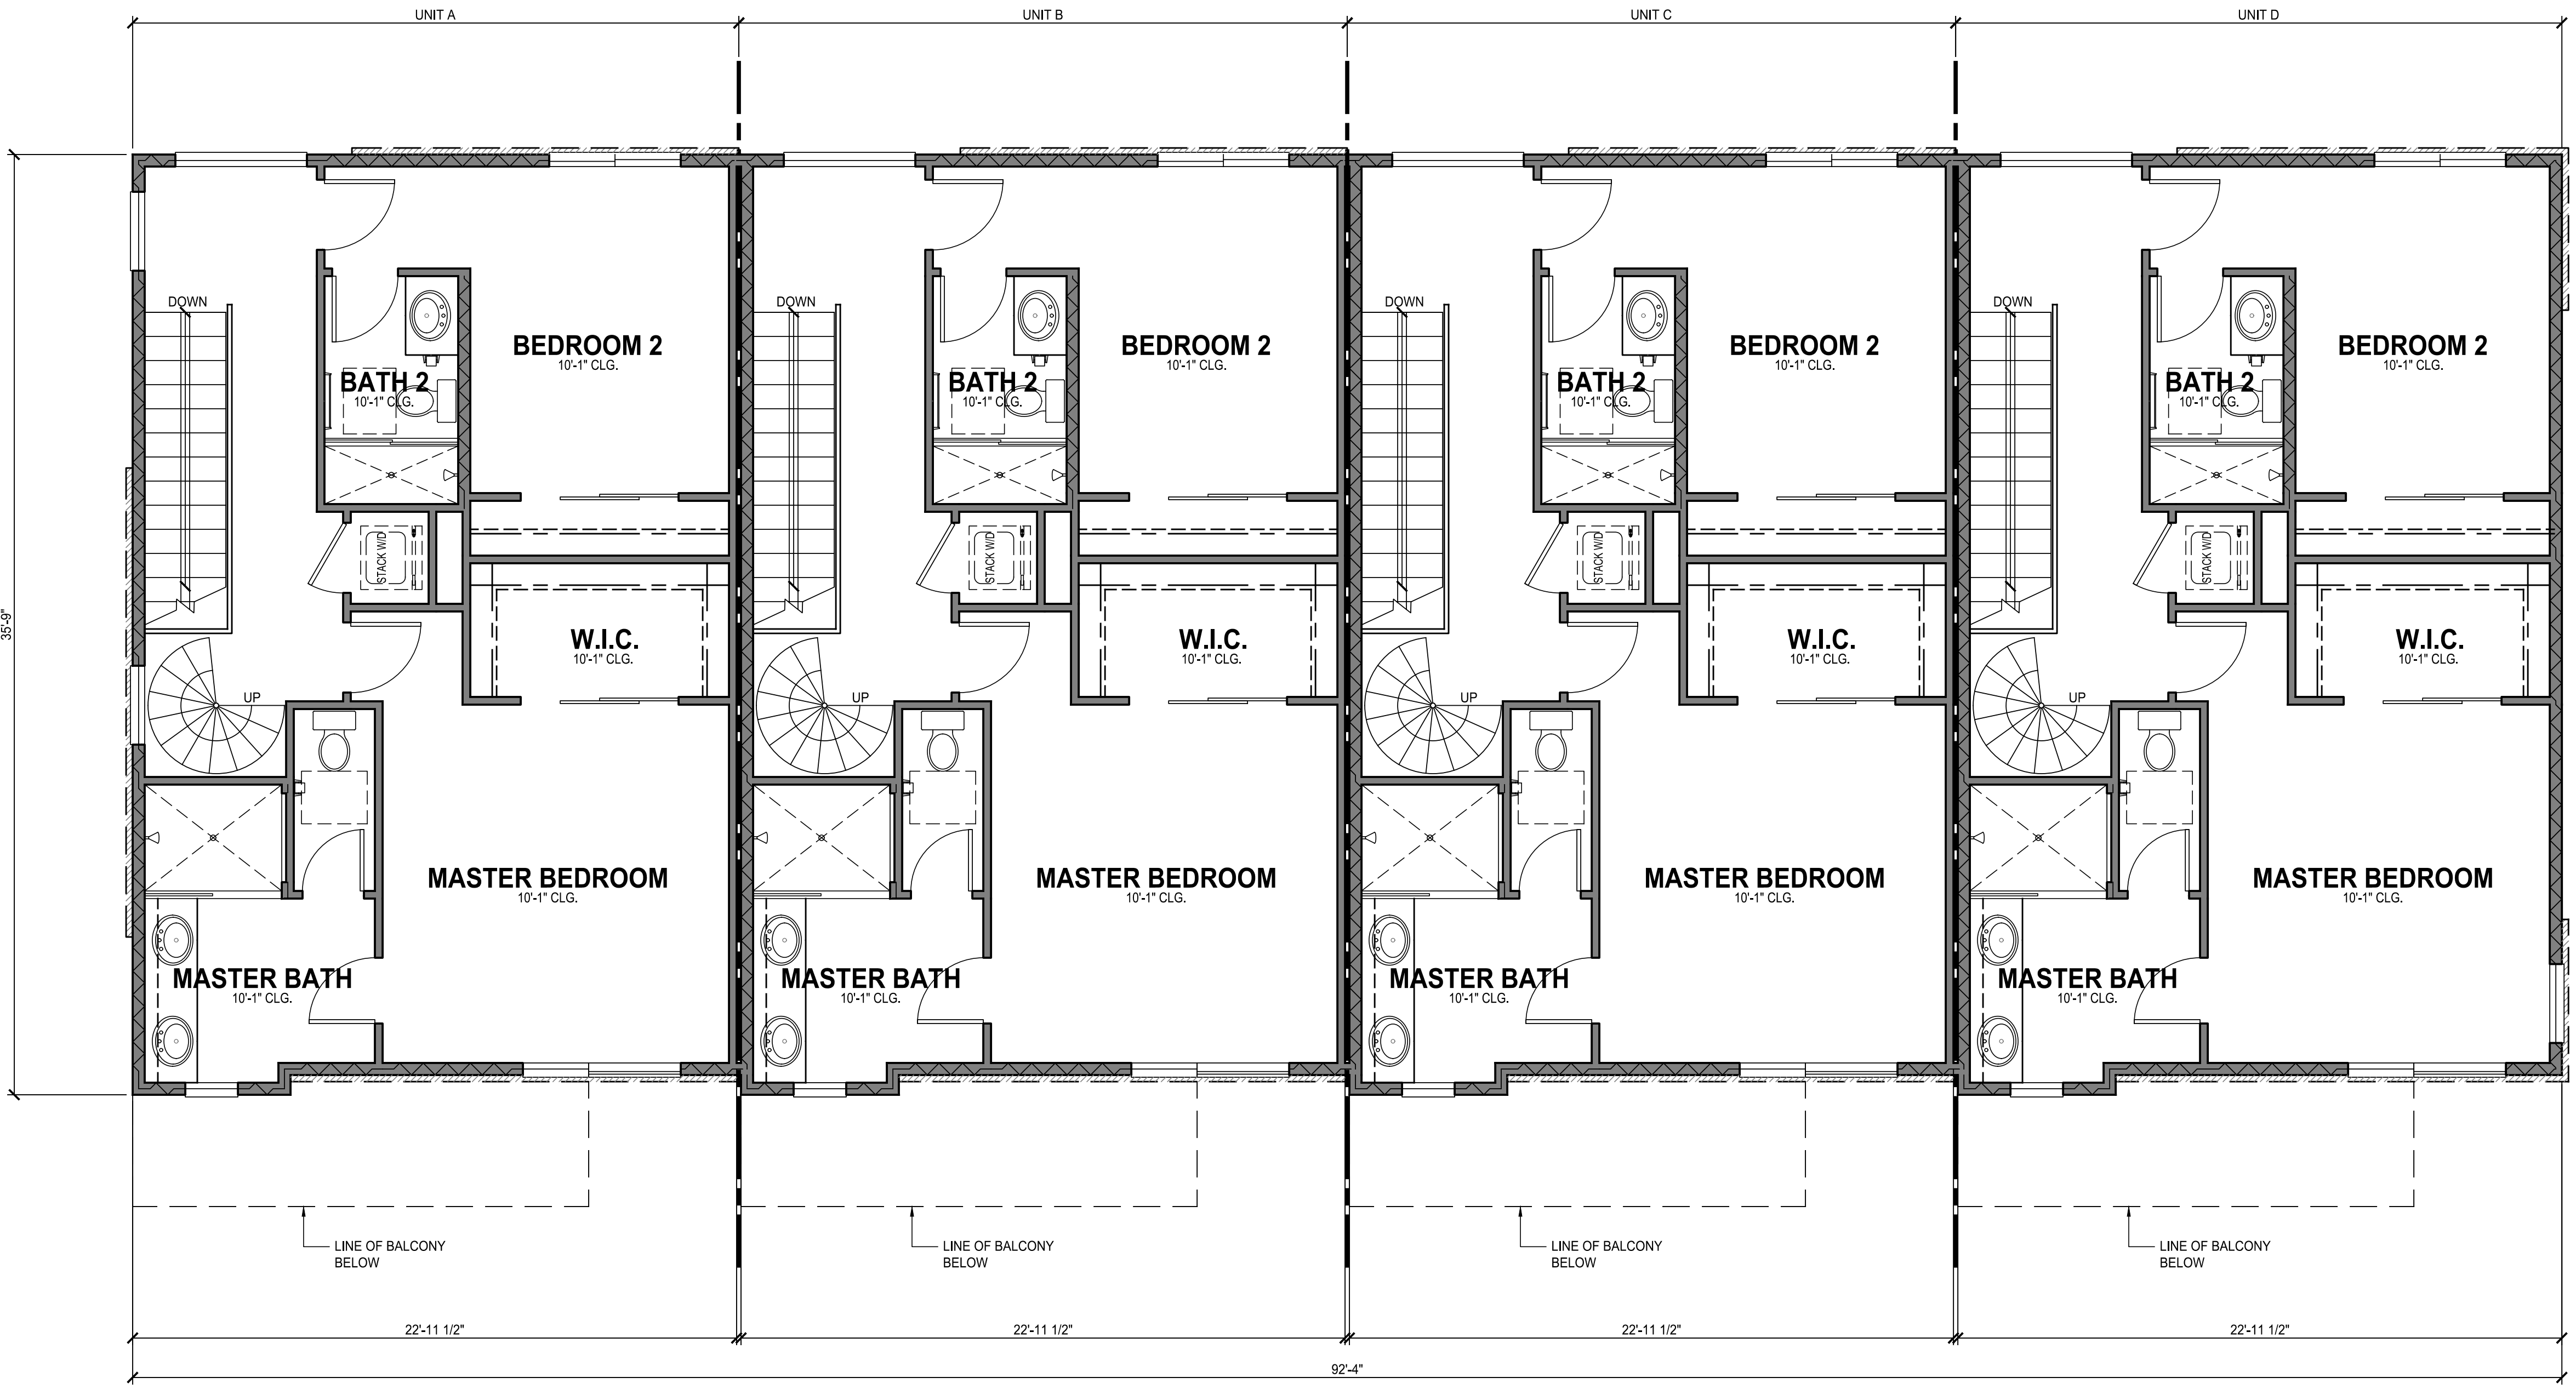 UNIT A UNIT B UNIT C UNIT D
DOWN DOWN DOWN DOWN
BEDROOM 2 BEDROOM 2 BEDROOM 2 BEDROOM 2
10'-1" CLG. 10'-1" CLG. 10'-1" CLG. 10'-1" CLG.
BATH 2 BATH 2 BATH 2 BATH 2
10'-1" CLG. 10'-1" CLG. 10'-1" CLG. 10'-1" CLG.
STACK W/D STACK W/D STACK W/D STACK W/D
35'-9"
W.I.C. W.I.C. W.I.C. W.I.C.
10'-1" CLG. 10'-1" CLG. 10'-1" CLG. 10'-1" CLG.
UP UP UP UP
MASTER BEDROOM MASTER BEDROOM MASTER BEDROOM MASTER BEDROOM
10'-1" CLG. 10'-1" CLG. 10'-1" CLG. 10'-1" CLG.
MASTER BATH MASTER BATH MASTER BATH MASTER BATH
10'-1" CLG. 10'-1" CLG. 10'-1" CLG. 10'-1" CLG.
LINE OF BALCONY LINE OF BALCONY LINE OF BALCONY LINE OF BALCONY
BELOW BELOW BELOW BELOW
22'-11 1/2" 22'-11 1/2" 22'-11 1/2" 22'-11 1/2"
92'-4"